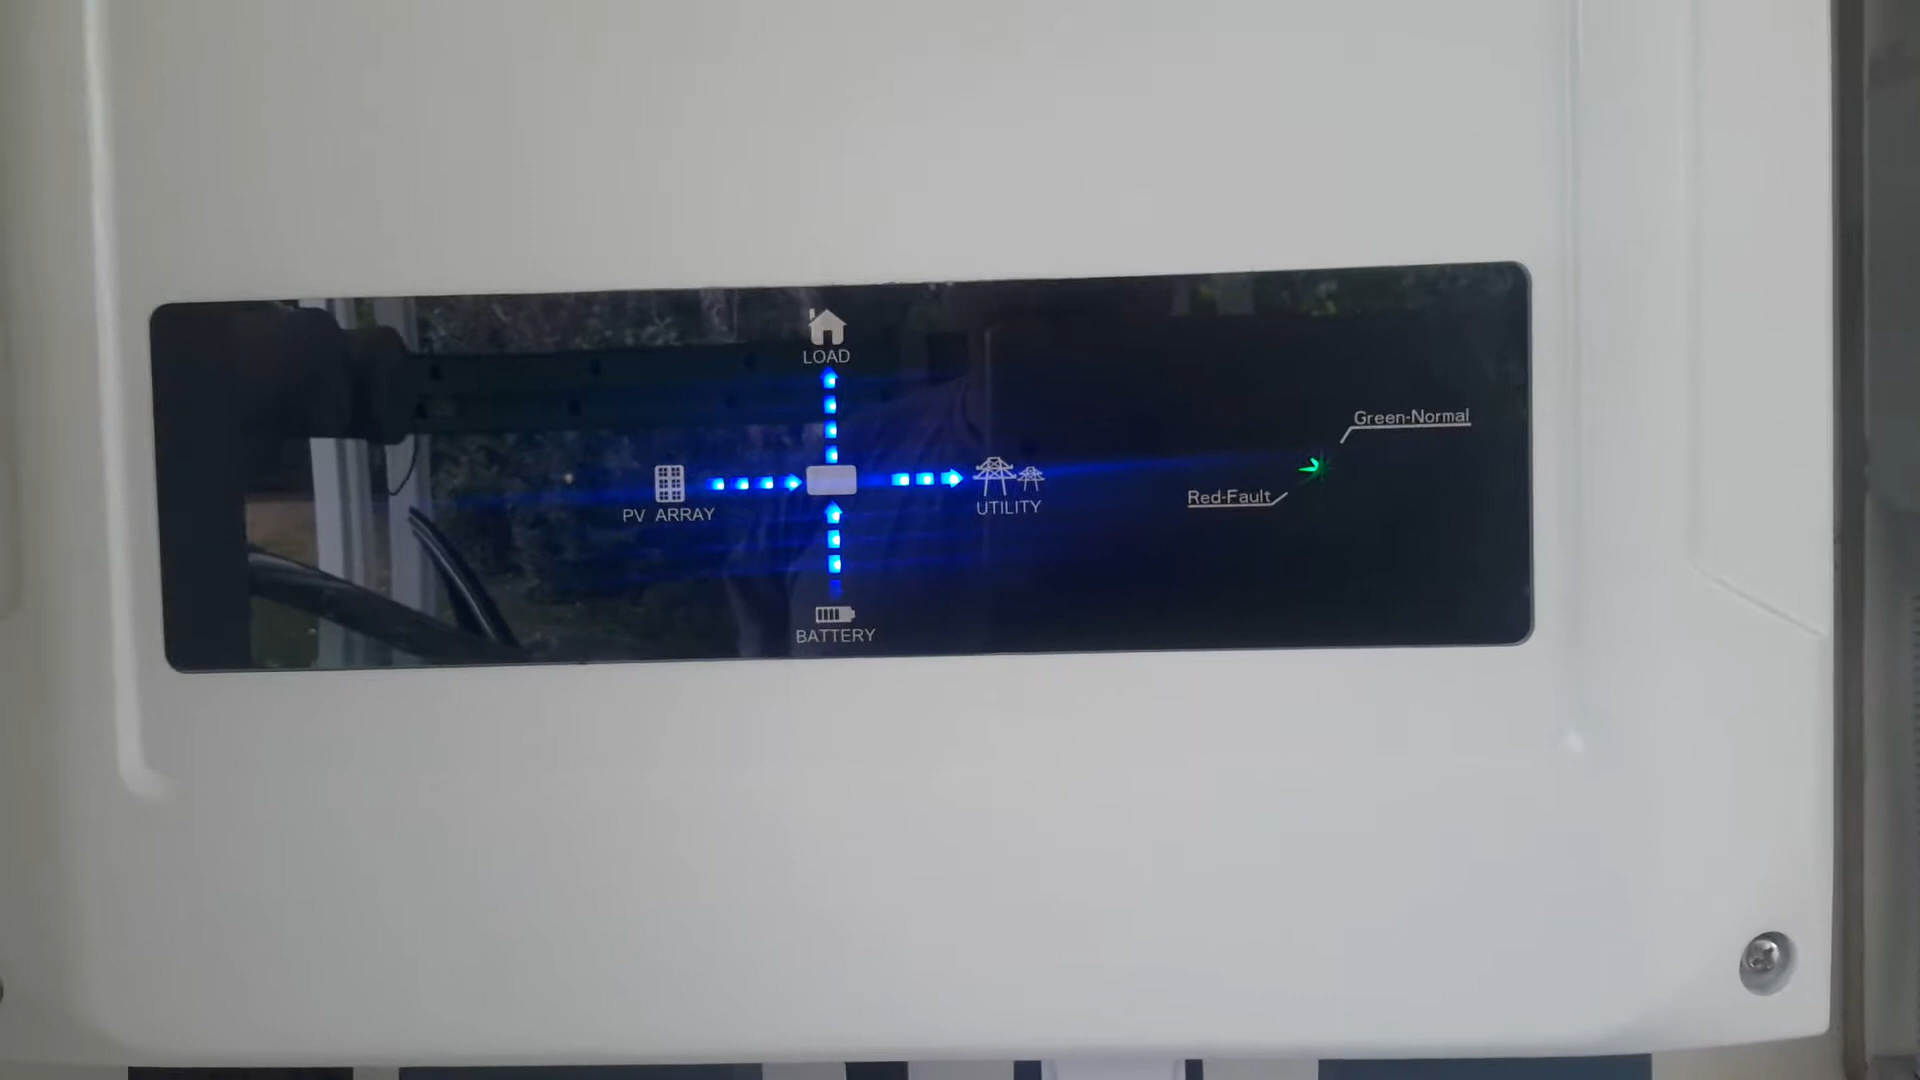 LOAD
Green-Normal
PV ARRAY
UTILITY
Red-Fault
BATTERY